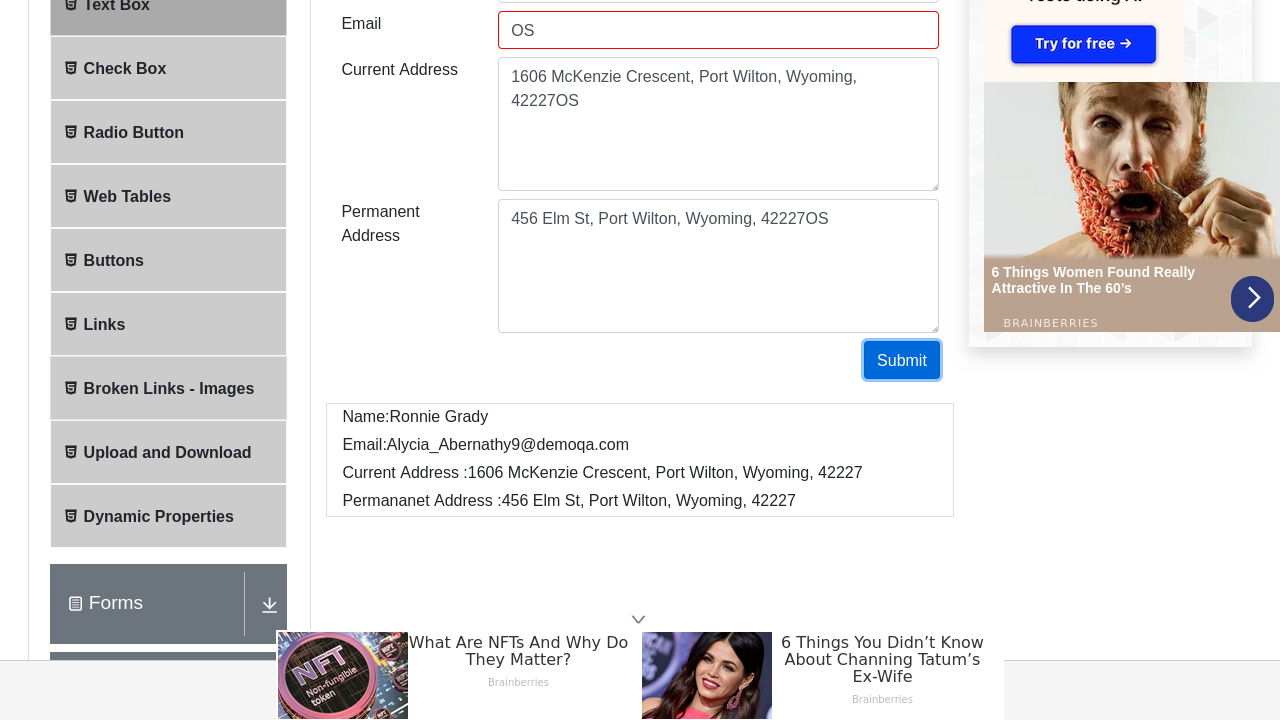 Text Box
Check Box
Radio Button
Web Tables
Buttons
Links
Broken Links - Images
Upload and Download
Dynamic Properties
Forms
Email
OS
Current Address
1606 McKenzie Crescent, Port Wilton, Wyoming,
42227OS
Permanent
Address
456 Elm St, Port Wilton, Wyoming, 42227OS
Submit
Name:Ronnie Grady
Email:Alycia_Abernathy9@demoqa.com
Current Address :1606 McKenzie Crescent, Port Wilton, Wyoming, 42227
Permananet Address :456 Elm St, Port Wilton, Wyoming, 42227
Try for free →
6 Things Women Found Really
Attractive In The 60's
BRAINBERRIES
NFT
Non-fungible
token
What Are NFTs And Why Do
They Matter?
Brainberries
6 Things You Didn't Know
About Channing Tatum's
Ex-Wife
Brainberries